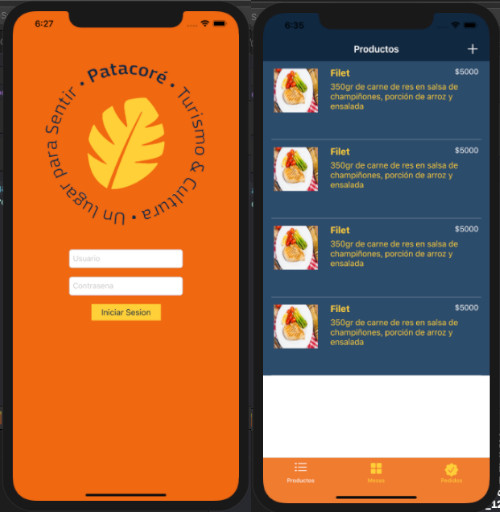 6:27
Patacoré • Turismo & Cultura • Un lugar para Sentir •
Usuario
Contraseña
Iniciar Sesion
6:35
Productos
+
Filet
$5000
350gr de carne de res en salsa de
champiñones, porción de arroz y
ensalada
Filet
$5000
350gr de carne de res en salsa de
champiñones, porción de arroz y
ensalada
Filet
$5000
350gr de carne de res en salsa de
champiñones, porción de arroz y
ensalada
Filet
$5000
350gr de carne de res en salsa de
champiñones, porción de arroz y
ensalada
Productos
Menus
Pedidos